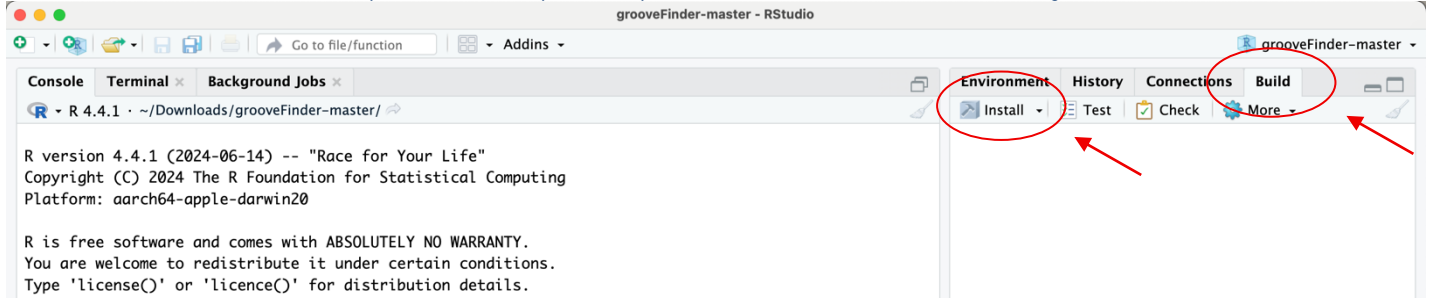 grooveFinder-master - RStudio
Go to file/function
Addins
grooveFinder-master
Console Terminal Background Jobs
R 4.4.1 · ~/Downloads/grooveFinder-master/
R version 4.4.1 (2024-06-14) -- "Race for Your Life"
Copyright (C) 2024 The R Foundation for Statistical Computing
Platform: aarch64-apple-darwin20
R is free software and comes with ABSOLUTELY NO WARRANTY.
You are welcome to redistribute it under certain conditions.
Type 'license()' or 'licence()' for distribution details.
Environment History Connections Build
Install Test Check More